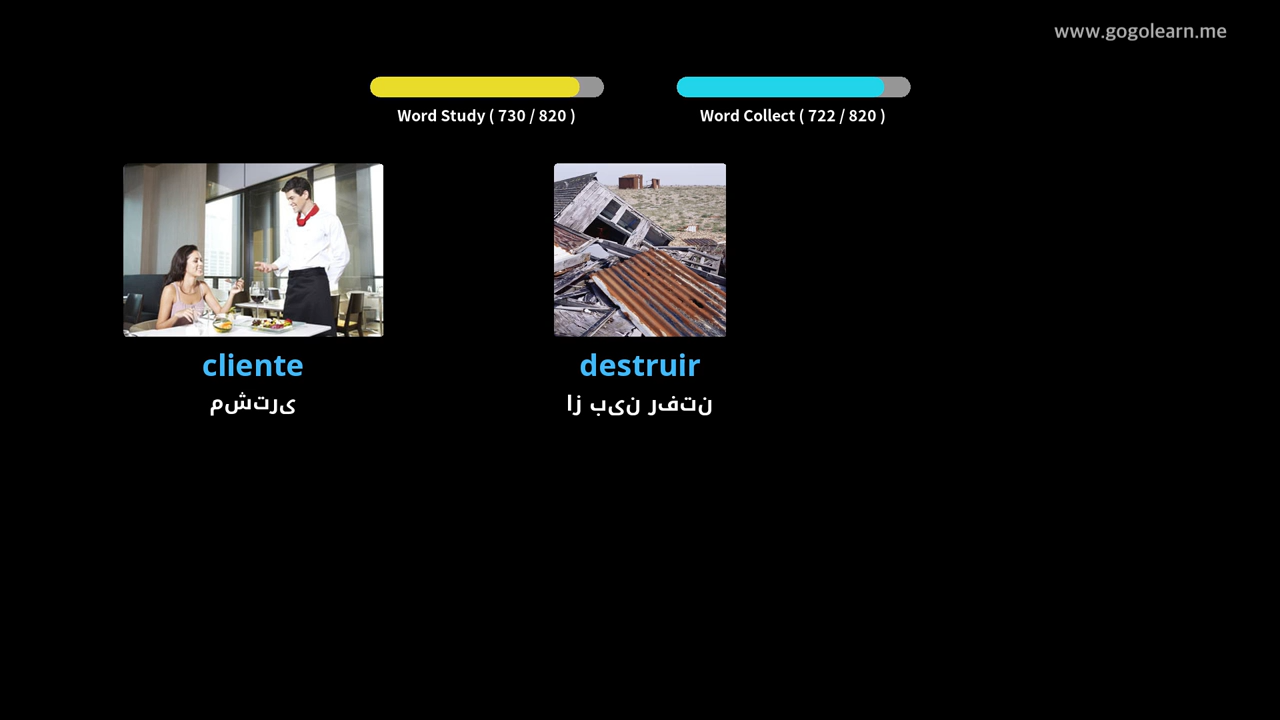 www.gogolearn.me
Word Study ( 730 / 820 )
Word Collect ( 722 / 820 )
cliente
مشتری
destruir
از بین رفتن